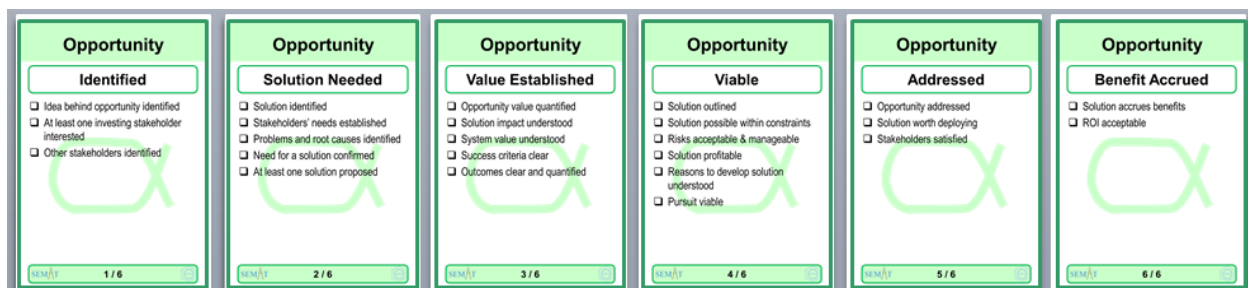 Opportunity
Identified
❑ Idea behind opportunity identified
❑ At least one investing stakeholder
interested
❑ Other stakeholders identified
SEMAT
1 / 6
Opportunity
Solution Needed
❑ Solution identified
❑ Stakeholders' needs established
❑ Problems and root causes identified
❑ Need for a solution confirmed
❑ At least one solution proposed
SEMAT
2 / 6
Opportunity
Value Established
❑ Opportunity value quantified
❑ Solution impact understood
❑ System value understood
❑ Success criteria clear
❑ Outcomes clear and quantified
SEMAT
3 / 6
Opportunity
Viable
❑ Solution outlined
❑ Solution possible within constraints
❑ Risks acceptable & manageable
❑ Solution profitable
❑ Reasons to develop solution
understood
❑ Pursuit viable
SEMAT
4 / 6
Opportunity
Addressed
❑ Opportunity addressed
❑ Solution worth deploying
❑ Stakeholders satisfied
SEMAT
5 / 6
Opportunity
Benefit Accrued
❑ Solution accrues benefits
❑ ROI acceptable
SEMAT
6 / 6